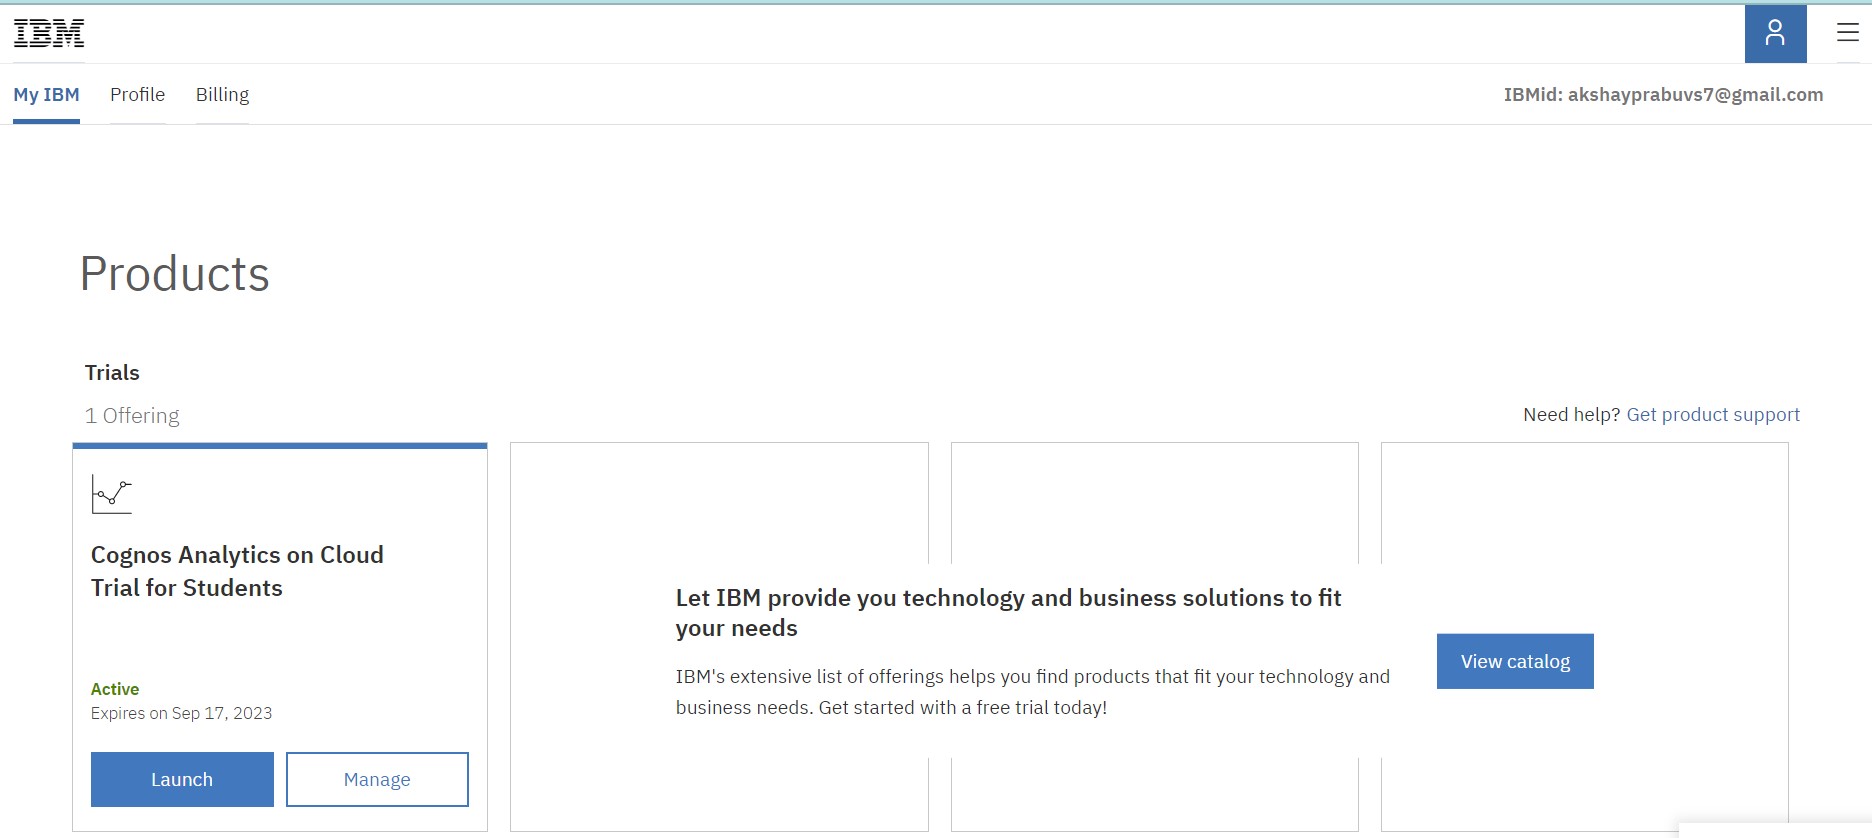 IBM
My IBM Profile Billing
IBMid: akshayprabuvs7@gmail.com
Products
Trials
1 Offering
Need help? Get product support
Cognos Analytics on Cloud
Trial for Students
Active
Expires on Sep 17, 2023
Launch
Manage
Let IBM provide you technology and business solutions to fit
your needs
IBM's extensive list of offerings helps you find products that fit your technology and
business needs. Get started with a free trial today!
View catalog